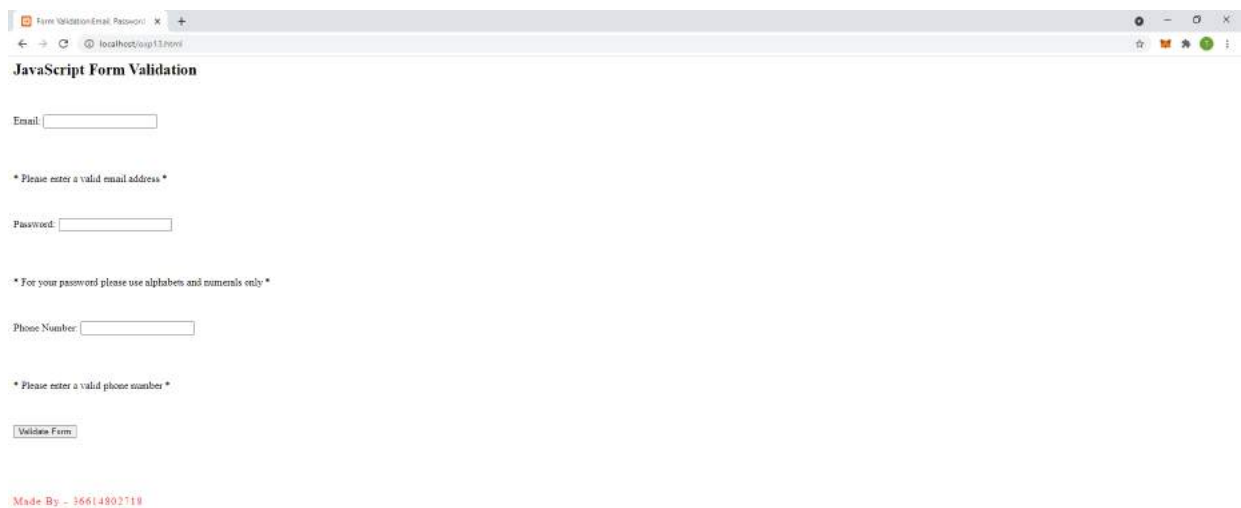 Form Validation Email, Password
localhost/exp13.html
JavaScript Form Validation
Email:
* Please enter a valid email address *
Password:
* For your password please use alphabets and numerals only *
Phone Number:
* Please enter a valid phone number *
Validate Form
Made By - 36614802718